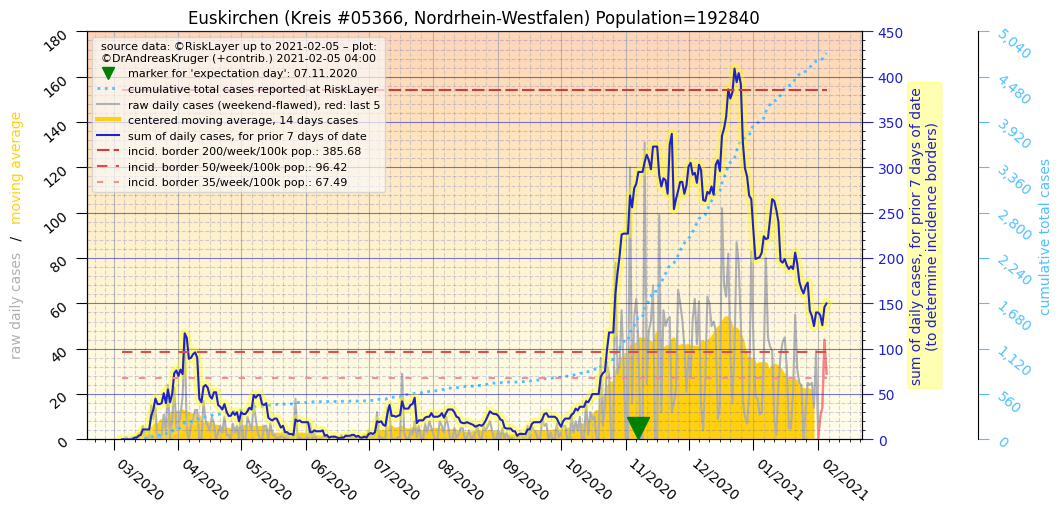 Euskirchen (Kreis #05366, Nordrhein-Westfalen) Population=192840
source data: ©RiskLayer up to 2021-02-05 – plot:
©DrAndreasKruger (+contrib.) 2021-02-05 04:00
marker for 'expectation day': 07.11.2020
cumulative total cases reported at RiskLayer
raw daily cases (weekend-flawed), red: last 5
centered moving average, 14 days cases
sum of daily cases, for prior 7 days of date
incid. border 200/week/100k pop.: 385.68
incid. border 50/week/100k pop.: 96.42
incid. border 35/week/100k pop.: 67.49
raw daily cases / moving average
180
160
140
120
100
80
60
40
20
0
03/2020
04/2020
05/2020
06/2020
07/2020
08/2020
09/2020
10/2020
11/2020
12/2020
01/2021
02/2021
450
400
350
300
250
200
150
100
50
0
sum of daily cases, for prior 7 days of date
(to determine incidence borders)
5,040
4,480
3,920
3,360
2,800
2,240
1,680
1,120
560
0
cumulative total cases